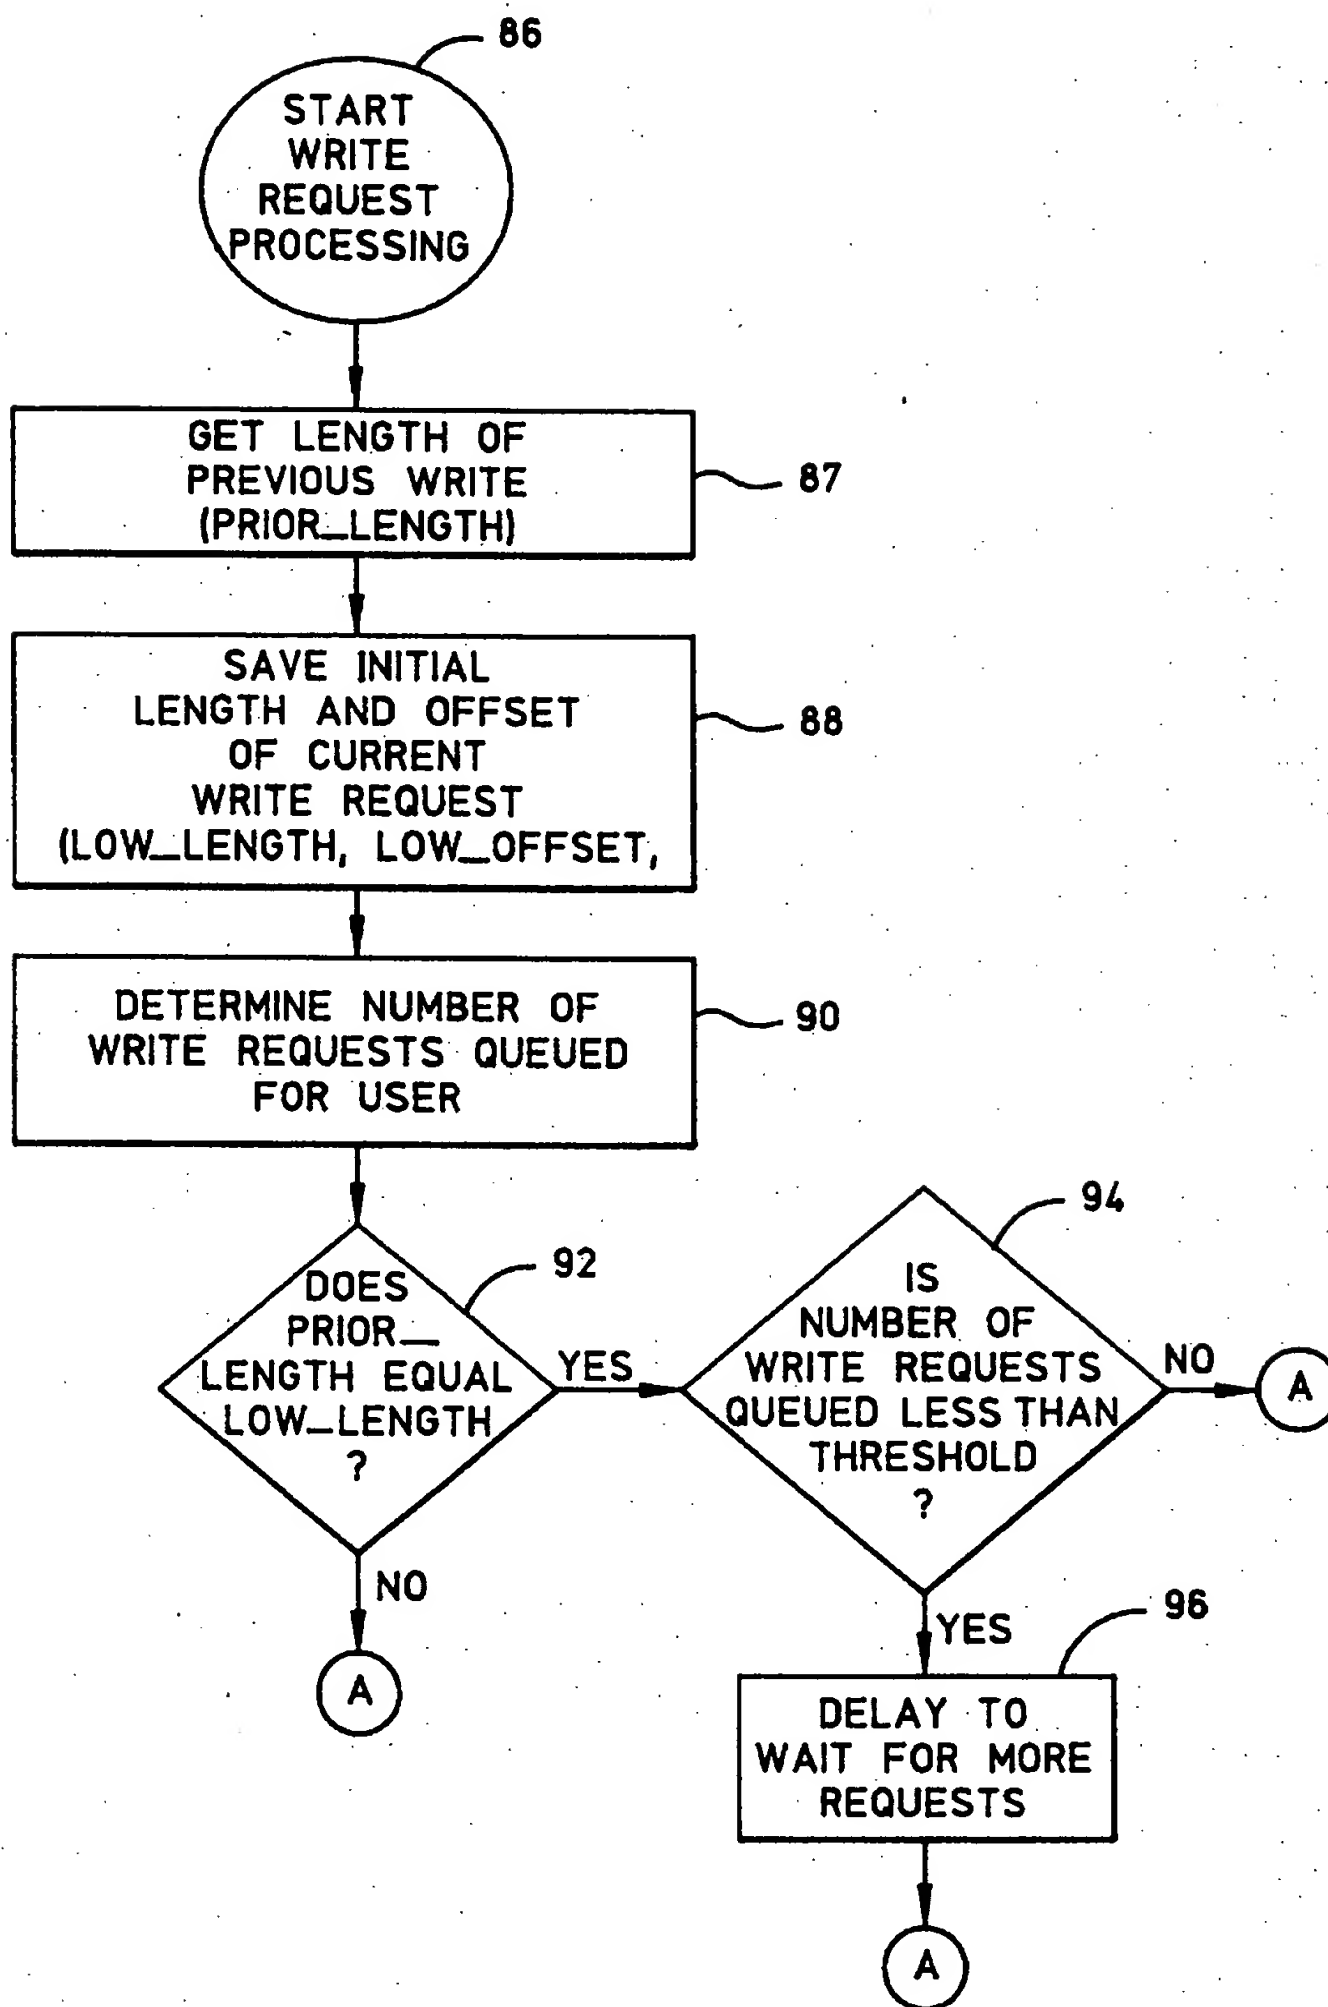 86
START
WRITE
REQUEST
PROCESSING
GET LENGTH OF
PREVIOUS WRITE
(PRIOR_LENGTH)
87
SAVE INITIAL
LENGTH AND OFFSET
OF CURRENT
WRITE REQUEST
(LOW_LENGTH, LOW_OFFSET,
88
DETERMINE NUMBER OF
WRITE REQUESTS QUEUED
FOR USER
90
92
DOES
PRIOR_
LENGTH EQUAL
LOW_LENGTH
?
YES
NO
A
94
IS
NUMBER OF
WRITE REQUESTS
QUEUED LESS THAN
THRESHOLD
?
NO
A
YES
96
DELAY TO
WAIT FOR MORE
REQUESTS
A